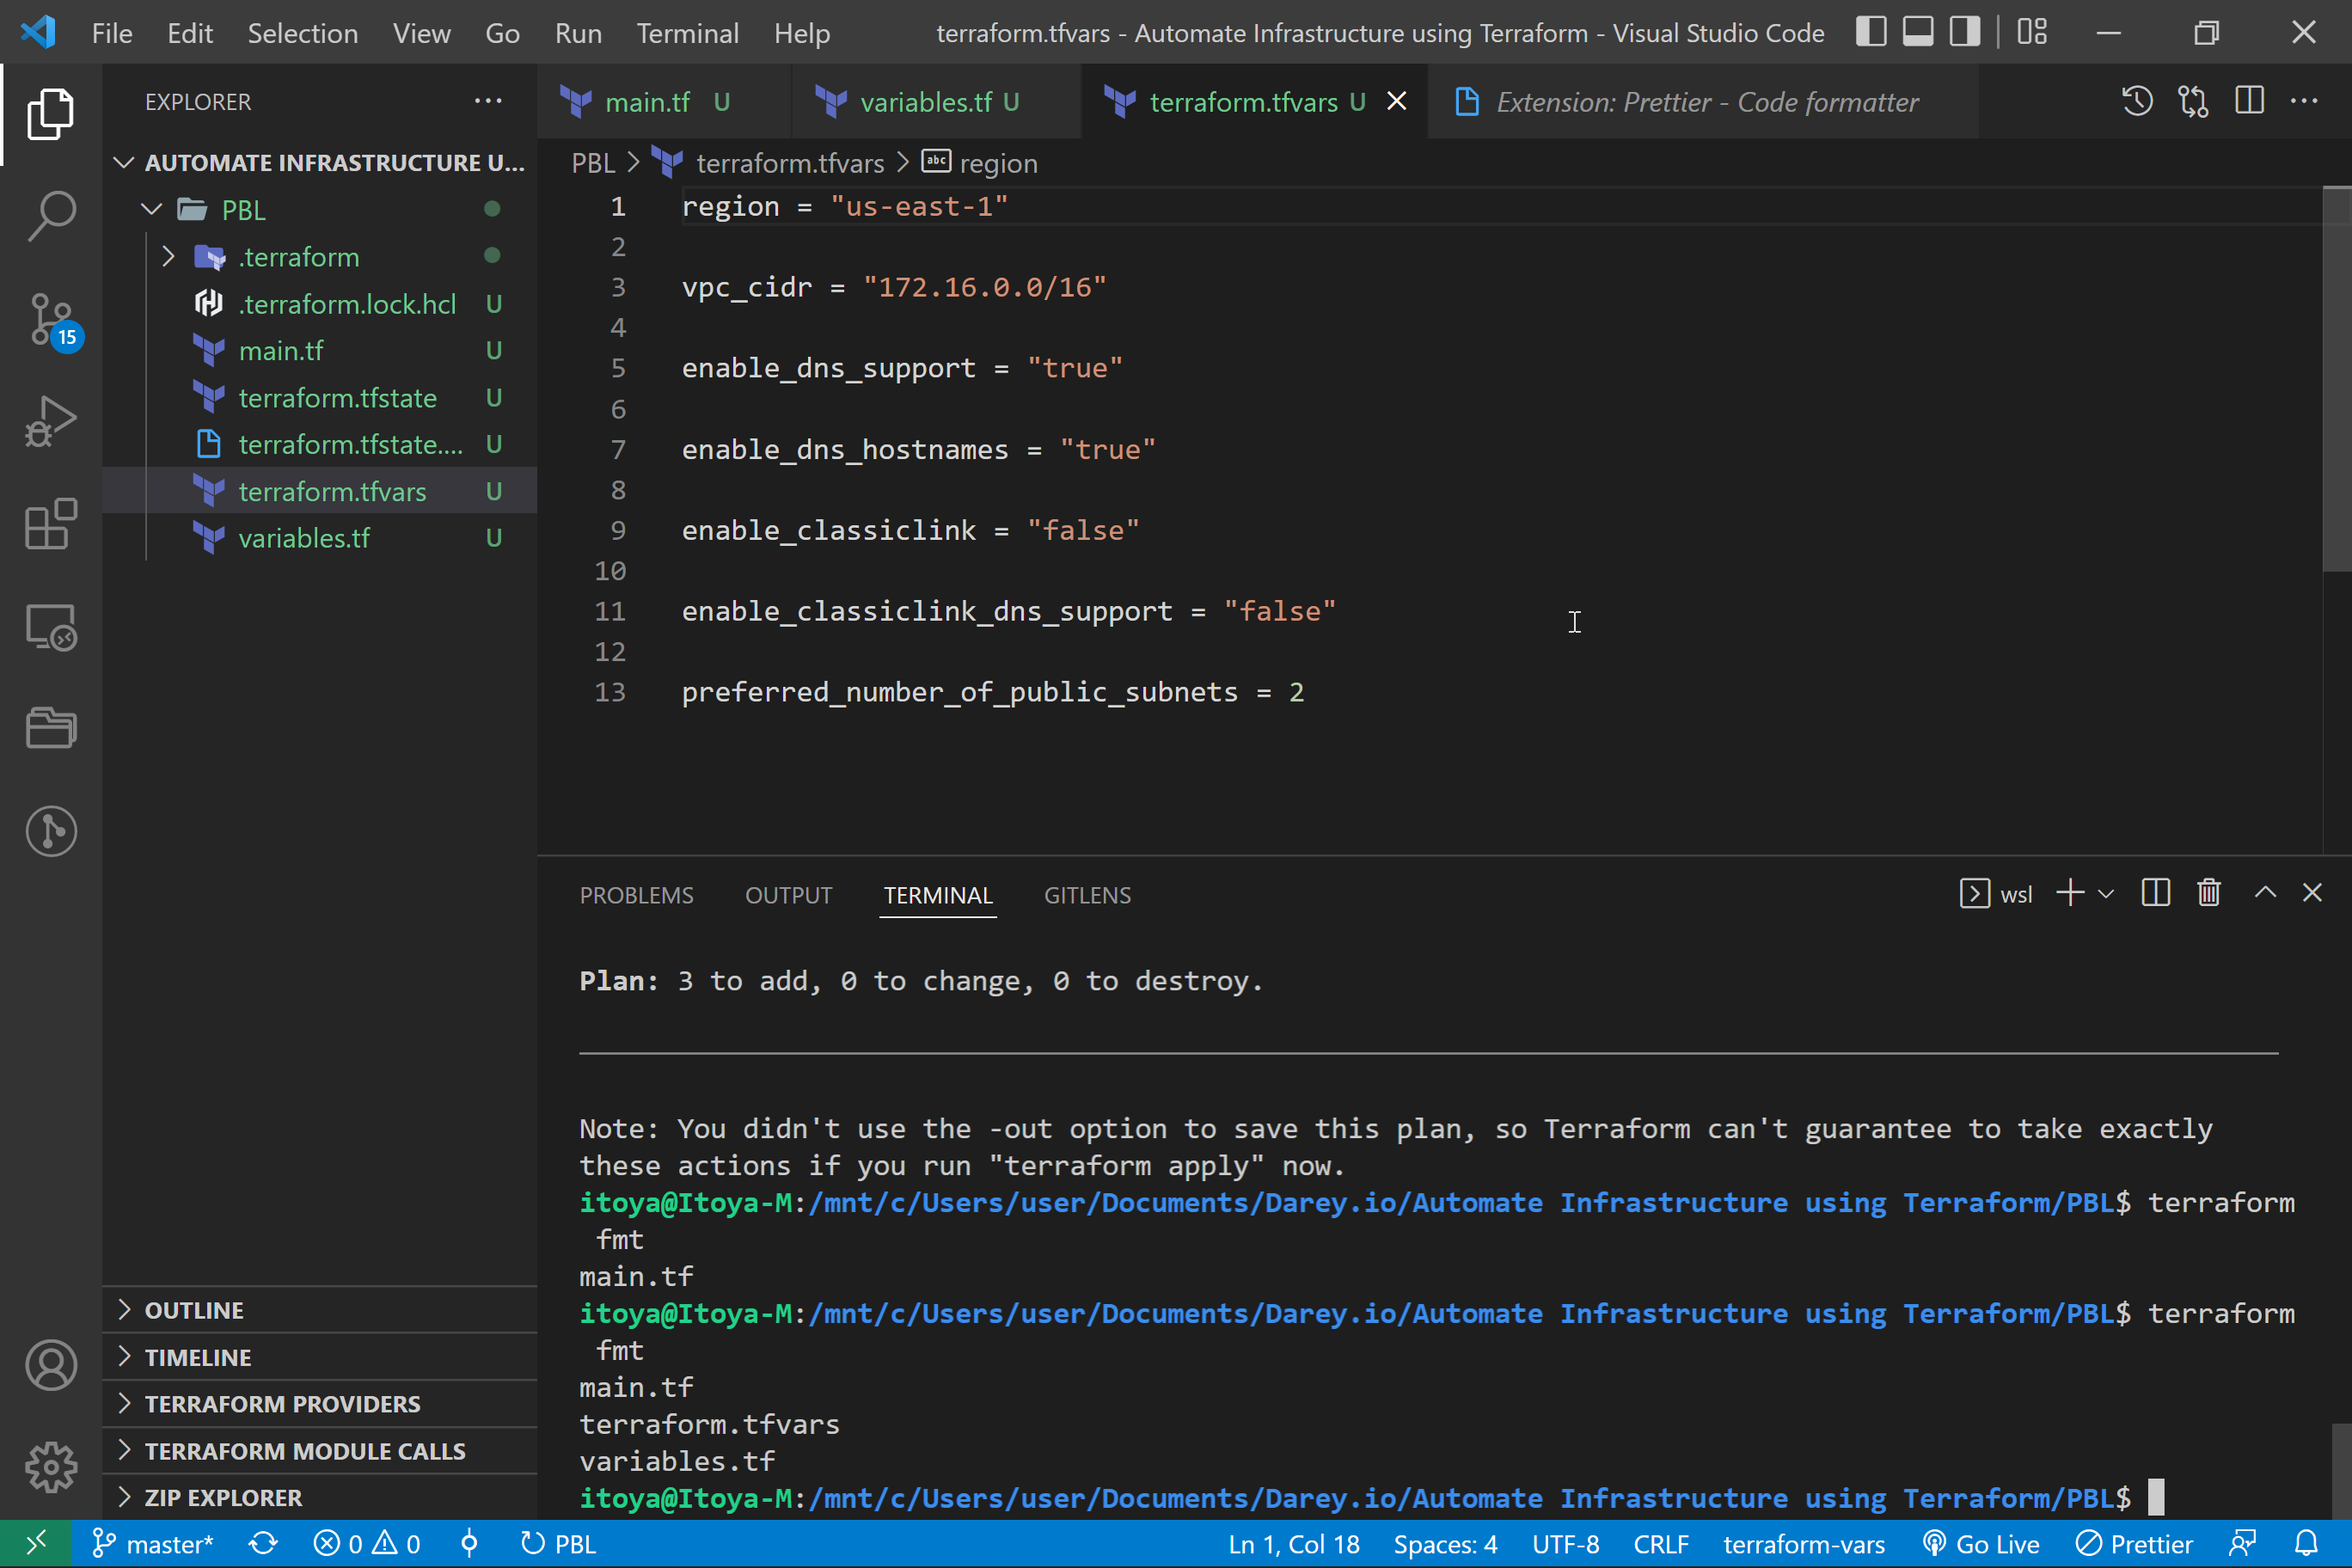 File Edit Selection View Go Run Terminal Help terraform.tfvars - Automate Infrastructure using Terraform - Visual Studio Code
EXPLORER
AUTOMATE INFRASTRUCTURE U...
PBL
.terraform
.terraform.lock.hcl U
main.tf U
terraform.tfstate U
terraform.tfstate.... U
terraform.tfvars U
variables.tf U
15
OUTLINE
TIMELINE
TERRAFORM PROVIDERS
TERRAFORM MODULE CALLS
ZIP EXPLORER
main.tf U variables.tf U terraform.tfvars U Extension: Prettier - Code formatter
PBL > terraform.tfvars > abc region
1 region = "us-east-1"
2
3 vpc_cidr = "172.16.0.0/16"
4
5 enable_dns_support = "true"
6
7 enable_dns_hostnames = "true"
8
9 enable_classiclink = "false"
10
11 enable_classiclink_dns_support = "false"
12
13 preferred_number_of_public_subnets = 2
PROBLEMS OUTPUT TERMINAL GITLENS wsl
Plan: 3 to add, 0 to change, 0 to destroy.
Note: You didn't use the -out option to save this plan, so Terraform can't guarantee to take exactly
these actions if you run "terraform apply" now.
itoya@Itoya-M:/mnt/c/Users/user/Documents/Darey.io/Automate Infrastructure using Terraform/PBL$ terraform
fmt
main.tf
itoya@Itoya-M:/mnt/c/Users/user/Documents/Darey.io/Automate Infrastructure using Terraform/PBL$ terraform
fmt
main.tf
terraform.tfvars
variables.tf
itoya@Itoya-M:/mnt/c/Users/user/Documents/Darey.io/Automate Infrastructure using Terraform/PBL$
master* 0 0 PBL Ln 1, Col 18 Spaces: 4 UTF-8 CRLF terraform-vars Go Live Prettier